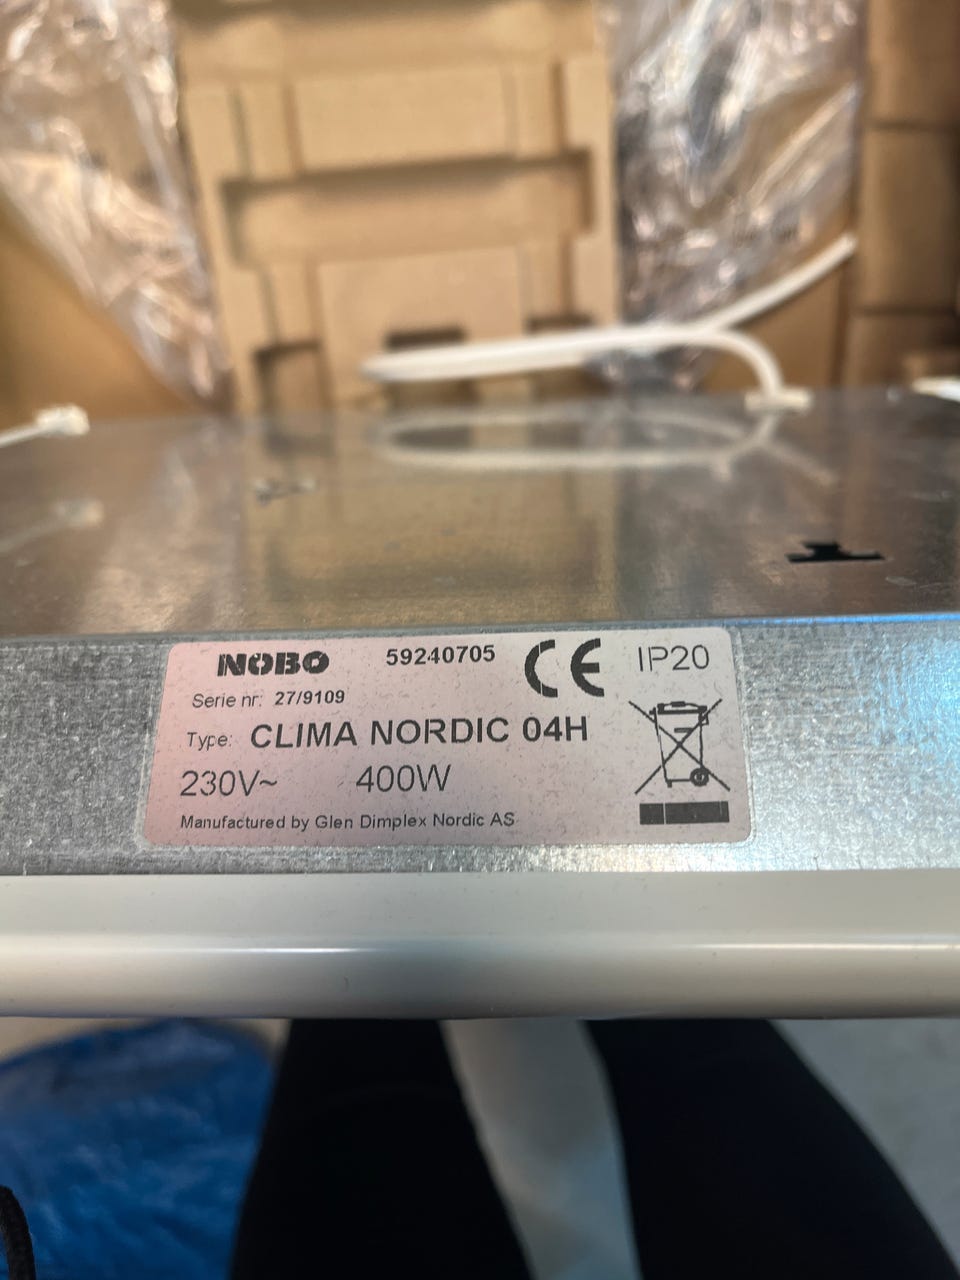 NOBO 59240705 CE IP20
Serie nr: 27/9109
Type: CLIMA NORDIC 04H
230V~ 400W
Manufactured by Glen Dimplex Nordic AS